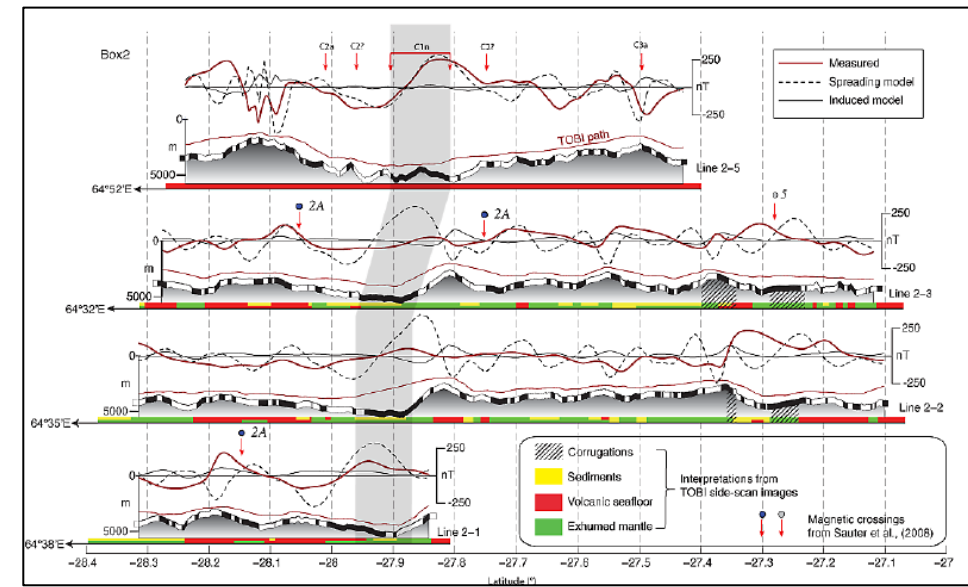 Box2
C2a C2? C1n C2? C3a
250
nT
-250
Measured
Spreading model
Induced model
0
m
5000
TOBI path
Line 2–5
64°52'E
2A 2A 5
0
m
5000
250
nT
-250
Line 2–3
64°32'E
0
m
5000
250
nT
-250
Line 2–2
64°35'E
2A
0
m
5000
250
nT
-250
Line 2–1
64°38'E
Corrugations
Sediments
Volcanic seafloor
Exhumed mantle
Interpretations from
TOBI side-scan images
Magnetic crossings
from Sauter et al., (2008)
−28.4 −28.3 −28.2 −28.1 −28 −27.9 −27.8 −27.7 −27.6 −27.5 −27.4 −27.3 −27.2 −27.1 −27
Latitude (°)